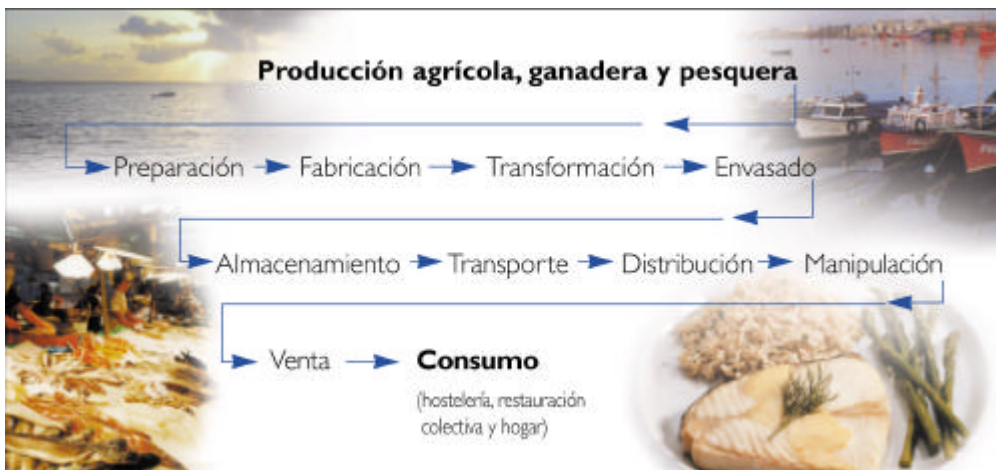 Producción agrícola, ganadera y pesquera
Preparación Fabricación Transformación Envasado
Almacenamiento Transporte Distribución Manipulación
Venta Consumo
(hostelería, restauración
colectiva y hogar)